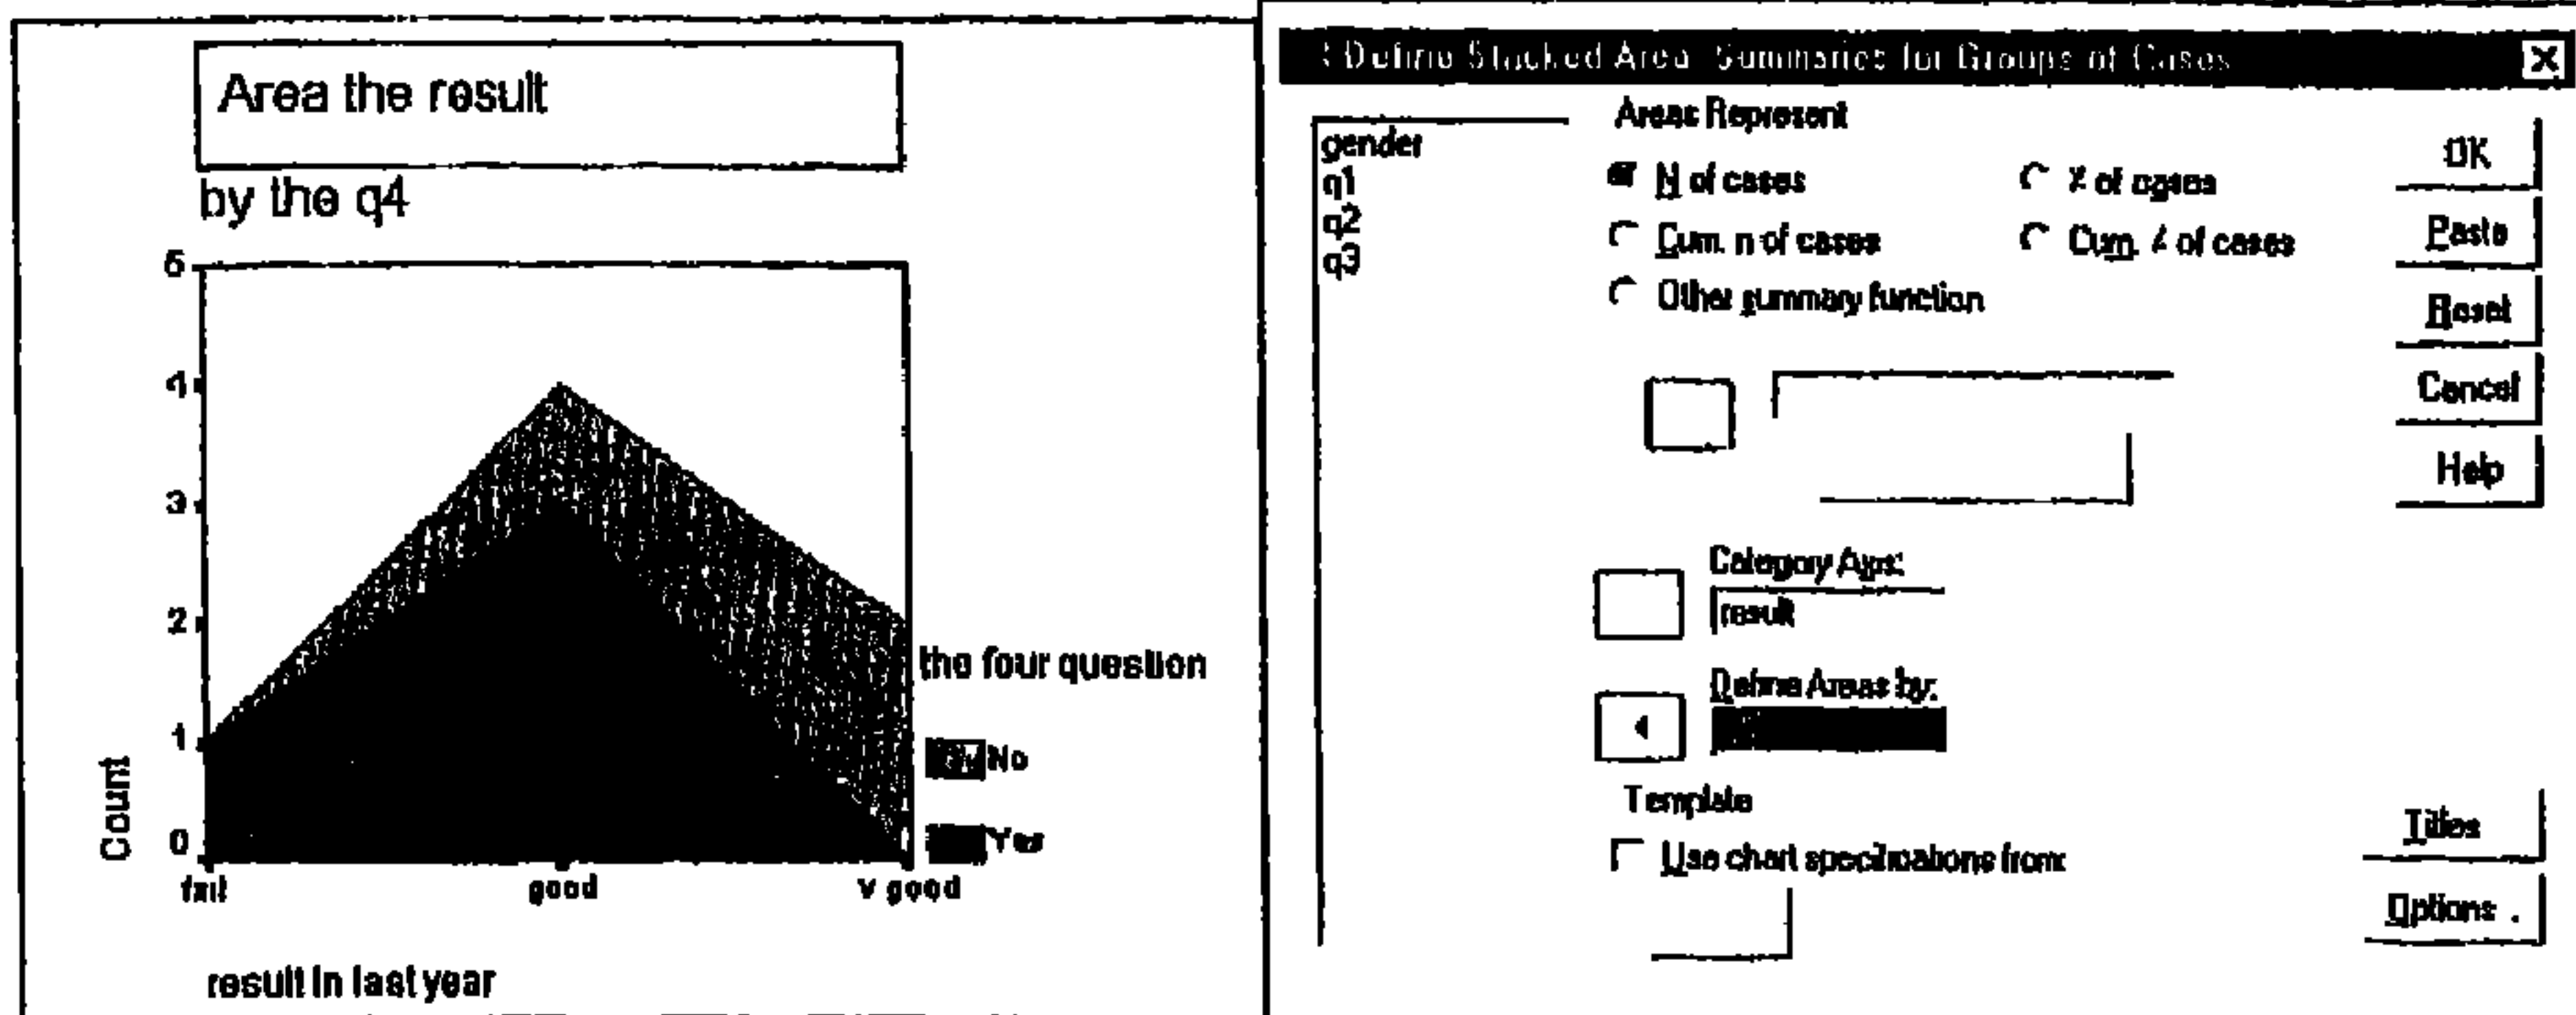 Area the result
by the q4
5
4
3
2
1
0
Count
fail
good
v good
the four question
No
Yes
result in last year
Define Stacked Area: Summaries for Groups of Cases
gender
q1
q2
q3
Areas Represent
N of cases
% of cases
Cum. n of cases
Cum. % of cases
Other summary function
Category Axis:
result
Define Areas by:
Template
Use chart specifications from:
OK
Paste
Reset
Cancel
Help
Titles
Options .